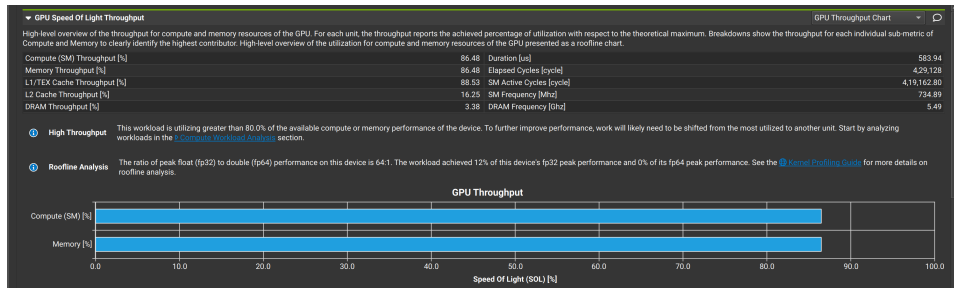 GPU Speed Of Light Throughput
GPU Throughput Chart
High-level overview of the throughput for compute and memory resources of the GPU. For each unit, the throughput reports the achieved percentage of utilization with respect to the theoretical maximum. Breakdowns show the throughput for each individual sub-metric of
Compute and Memory to clearly identify the highest contributor. High-level overview of the utilization for compute and memory resources of the GPU presented as a roofline chart.
Compute (SM) Throughput [%] 86.48 Duration [us] 583.94
Memory Throughput [%] 86.48 Elapsed Cycles [cycle] 4,29,128
L1/TEX Cache Throughput [%] 88.53 SM Active Cycles [cycle] 4,19,162.80
L2 Cache Throughput [%] 16.25 SM Frequency [Mhz] 734.89
DRAM Throughput [%] 3.38 DRAM Frequency [Ghz] 5.49
High Throughput
This workload is utilizing greater than 80.0% of the available compute or memory performance of the device. To further improve performance, work will likely need to be shifted from the most utilized to another unit. Start by analyzing
workloads in the Compute Workload Analysis section.
Roofline Analysis
The ratio of peak float (fp32) to double (fp64) performance on this device is 64:1. The workload achieved 12% of this device's fp32 peak performance and 0% of its fp64 peak performance. See the Kernel Profiling Guide for more details on
roofline analysis.
GPU Throughput
Compute (SM) [%]
Memory [%]
0.0 10.0 20.0 30.0 40.0 50.0 60.0 70.0 80.0 90.0 100.0
Speed Of Light (SOL) [%]